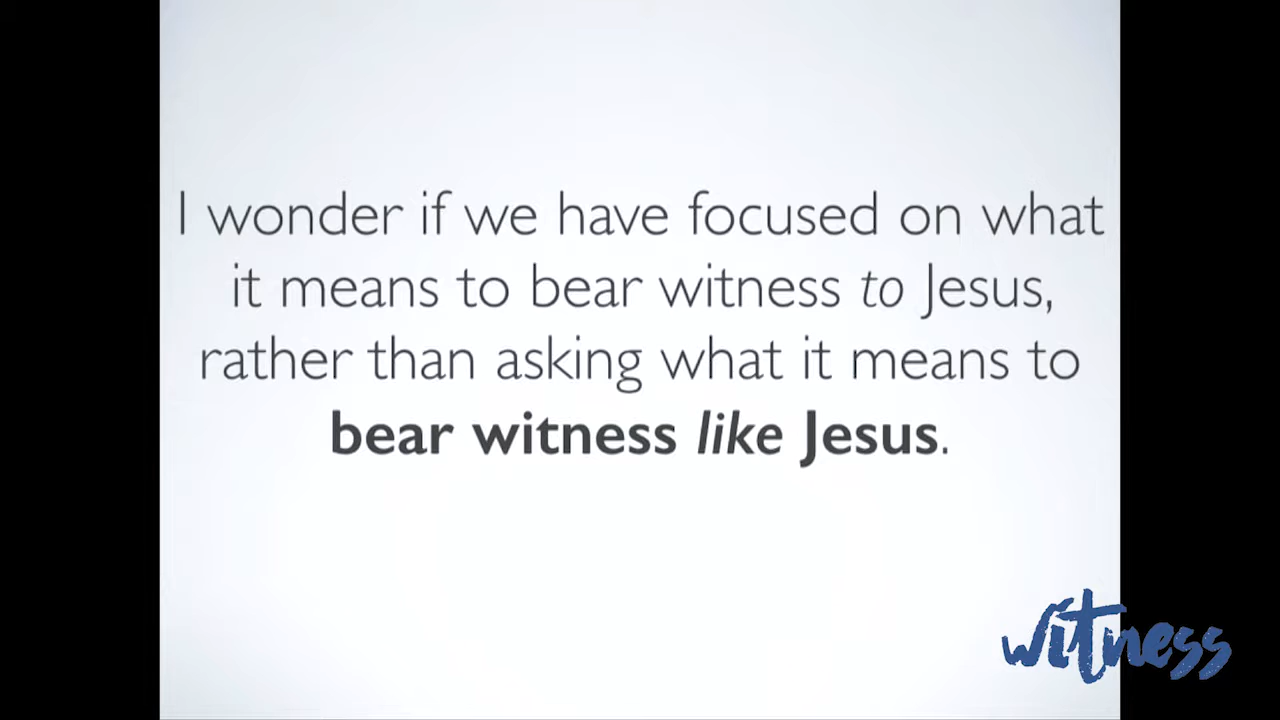 I wonder if we have focused on what
it means to bear witness to Jesus,
rather than asking what it means to
bear witness like Jesus.
witness